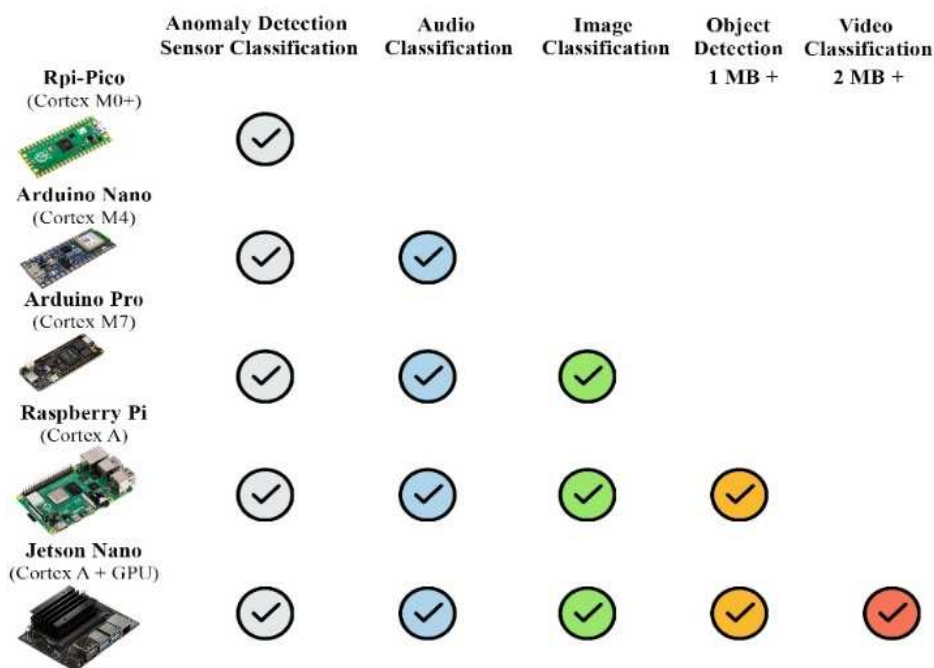 Anomaly Detection
Sensor Classification
Audio
Classification
Image
Classification
Object
Detection
1 MB +
Video
Classification
2 MB +
Rpi-Pico
(Cortex M0+)
Arduino Nano
(Cortex M4)
Arduino Pro
(Cortex M7)
Raspberry Pi
(Cortex A)
Jetson Nano
(Cortex A + GPU)